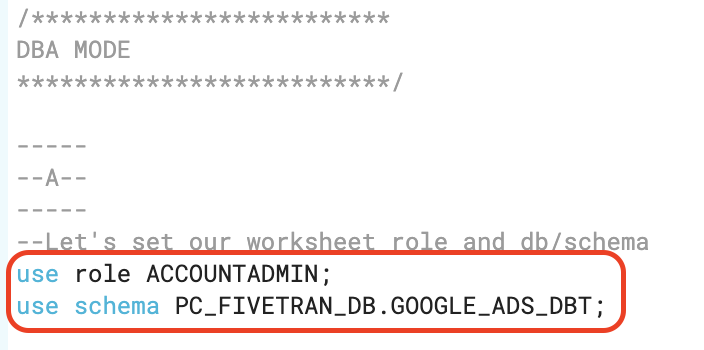 /*************************
DBA MODE
**************************/
-----
--A--
-----
--Let's set our worksheet role and db/schema
use role ACCOUNTADMIN;
use schema PC_FIVETRAN_DB.GOOGLE_ADS_DBT;